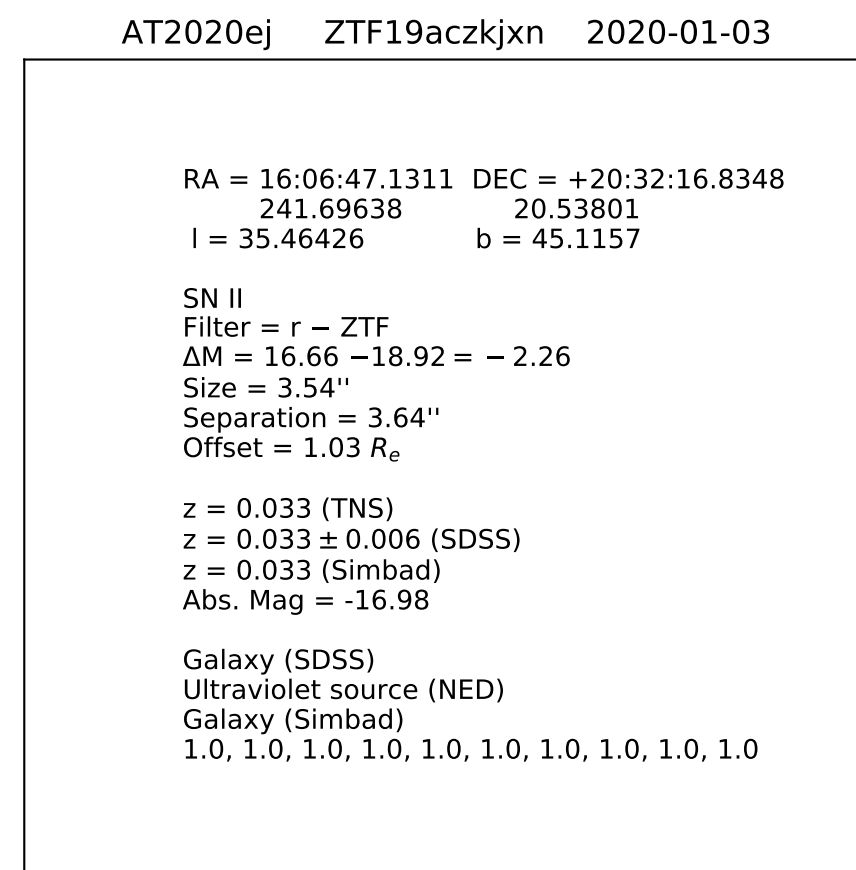 AT2020ej ZTF19aczkjxn 2020-01-03
RA = 16:06:47.1311 DEC = +20:32:16.8348
241.69638 20.53801
l = 35.46426 b = 45.1157
SN II
Filter = r − ZTF
ΔM = 16.66 −18.92 = − 2.26
Size = 3.54''
Separation = 3.64''
Offset = 1.03 Rₑ
z = 0.033 (TNS)
z = 0.033 ± 0.006 (SDSS)
z = 0.033 (Simbad)
Abs. Mag = -16.98
Galaxy (SDSS)
Ultraviolet source (NED)
Galaxy (Simbad)
1.0, 1.0, 1.0, 1.0, 1.0, 1.0, 1.0, 1.0, 1.0, 1.0